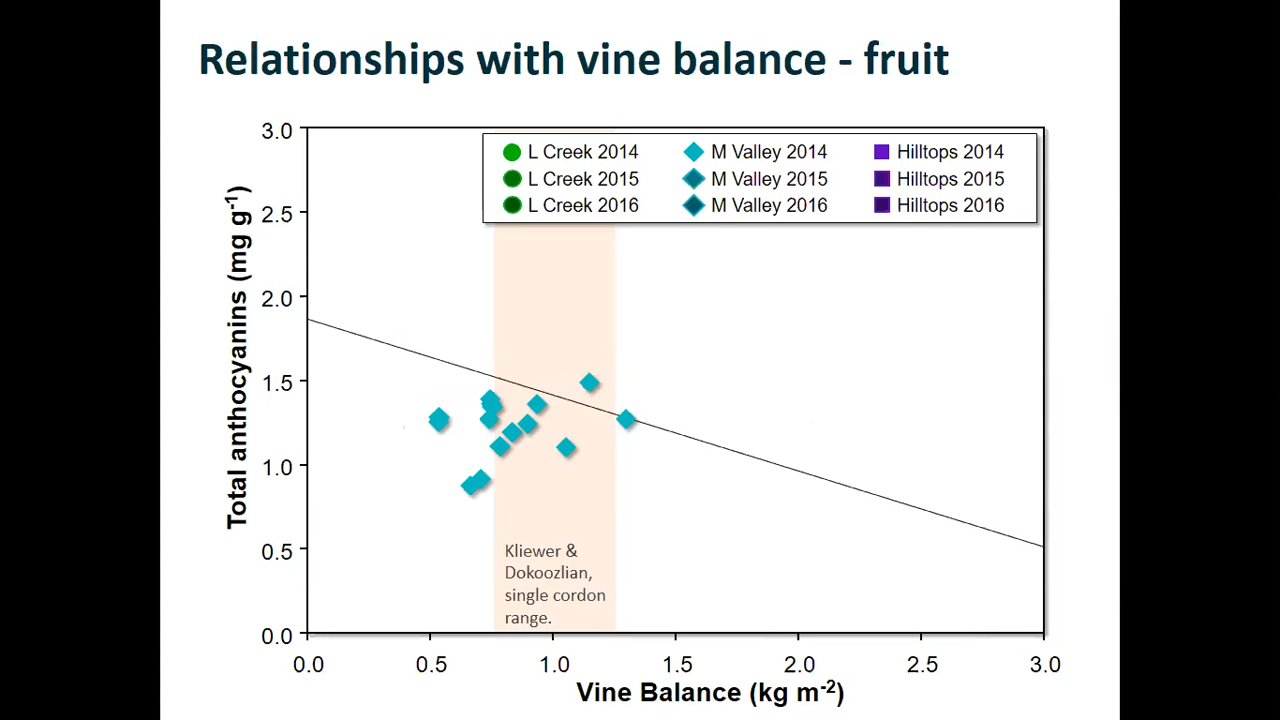 Relationships with vine balance - fruit
3.0
2.5
2.0
1.5
1.0
0.5
0.0
Total anthocyanins (mg g-1)
L Creek 2014
M Valley 2014
Hilltops 2014
L Creek 2015
M Valley 2015
Hilltops 2015
L Creek 2016
M Valley 2016
Hilltops 2016
Kliewer &
Dokoozlian,
single cordon
range.
0.0 0.5 1.0 1.5 2.0 2.5 3.0
Vine Balance (kg m-2)